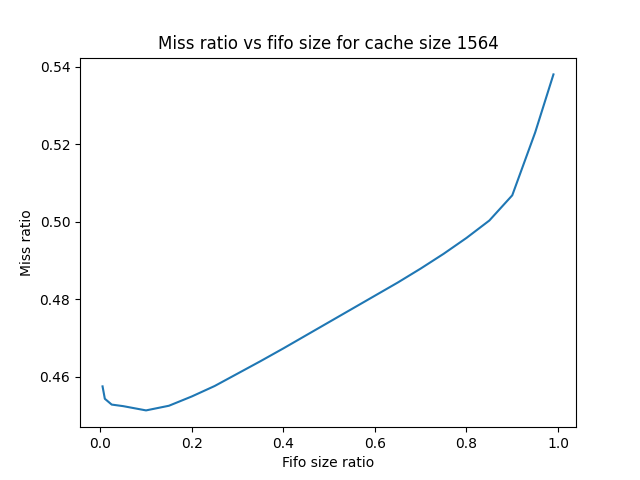 Miss ratio vs fifo size for cache size 1564
0.54
0.52
0.50
0.48
0.46
Miss ratio
0.0 0.2 0.4 0.6 0.8 1.0
Fifo size ratio